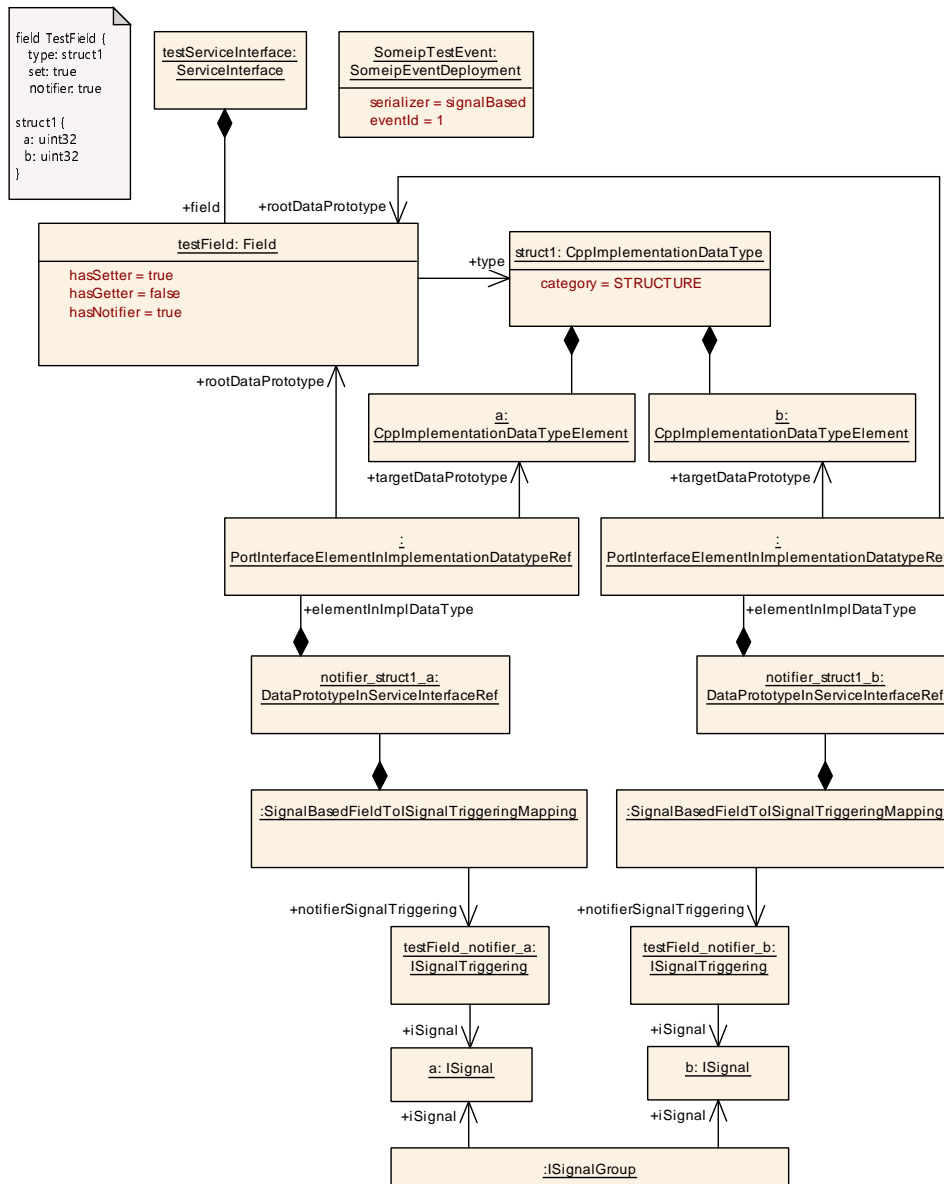 field TestField {
type: struct1
set: true
notifier: true
struct1 {
a: uint32
b: uint32
}
testServiceInterface:
ServiceInterface
SomeipTestEvent:
SomeipEventDeployment
serializer = signalBased
eventId = 1
+field
+rootDataPrototype
testField: Field
hasSetter = true
hasGetter = false
hasNotifier = true
+type
struct1: CppImplementationDataType
category = STRUCTURE
+rootDataPrototype
a:
CppImplementationDataTypeElement
b:
CppImplementationDataTypeElement
+targetDataPrototype
+targetDataPrototype
:
PortInterfaceElementInImplementationDatatypeRef
:
PortInterfaceElementInImplementationDatatypeRef
+elementInImplDataType
+elementInImplDataType
notifier_struct1_a:
DataPrototypeInServiceInterfaceRef
notifier_struct1_b:
DataPrototypeInServiceInterfaceRef
:SignalBasedFieldToISignalTriggeringMapping
:SignalBasedFieldToISignalTriggeringMapping
+notifierSignalTriggering
+notifierSignalTriggering
testField_notifier_a:
ISignalTriggering
testField_notifier_b:
ISignalTriggering
+iSignal
+iSignal
a: ISignal
b: ISignal
+iSignal
+iSignal
:ISignalGroup